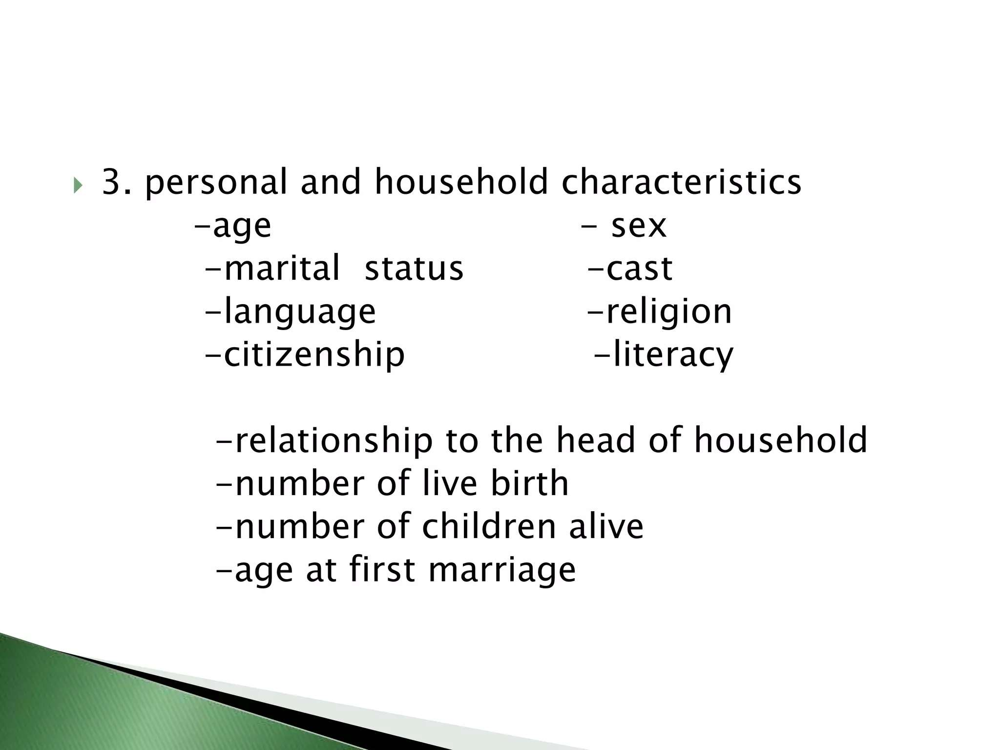 3. personal and household characteristics
-age - sex
-marital status -cast
-language -religion
-citizenship -literacy
-relationship to the head of household
-number of live birth
-number of children alive
-age at first marriage